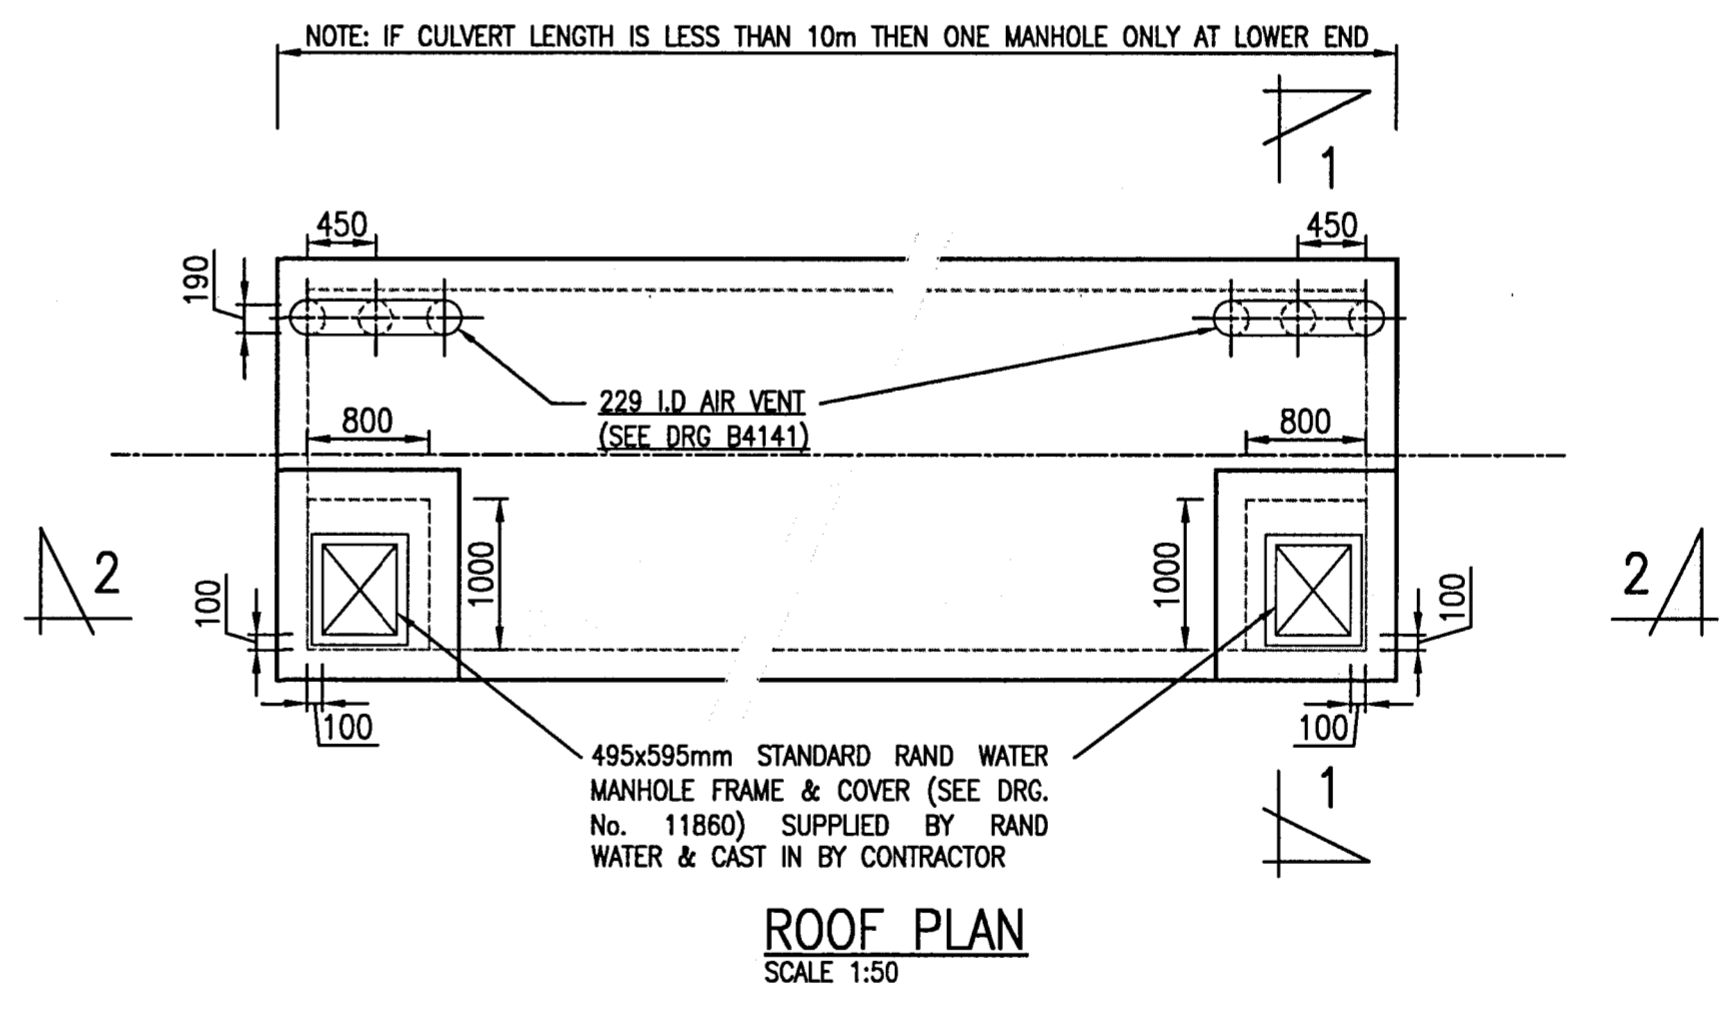 NOTE: IF CULVERT LENGTH IS LESS THAN 10m THEN ONE MANHOLE ONLY AT LOWER END
1
450
450
190
229 I.D AIR VENT
(SEE DRG B4141)
800
800
2
1000
1000
2
100
100
100
100
495x595mm STANDARD RAND WATER
MANHOLE FRAME & COVER (SEE DRG.
No. 11860) SUPPLIED BY RAND
WATER & CAST IN BY CONTRACTOR
1
ROOF PLAN
SCALE 1:50